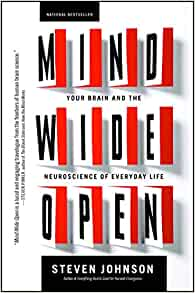 NATIONAL BESTSELLER
MIND
YOUR BRAIN AND THE
WIDE
NEUROSCIENCE OF EVERYDAY LIFE
OPEN
STEVEN JOHNSON
Author of Everything Bad Is Good for You and Emergence
"Mind Wide Open is a lucid and engaging travelogue from the frontiers of human brain science."